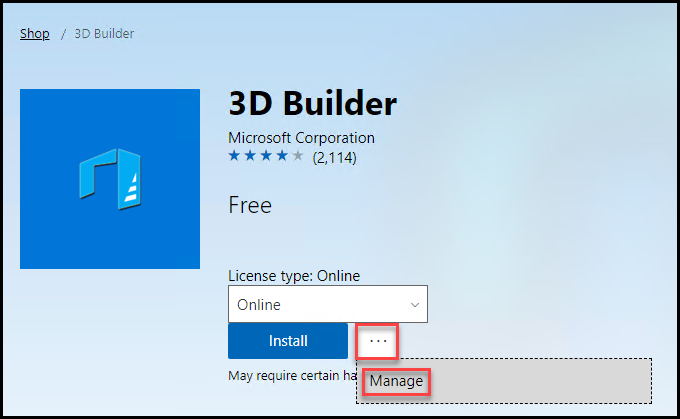 Shop / 3D Builder
3D Builder
Microsoft Corporation
(2,114)
Free
License type: Online
Online
Install ...
May require certain ha
Manage